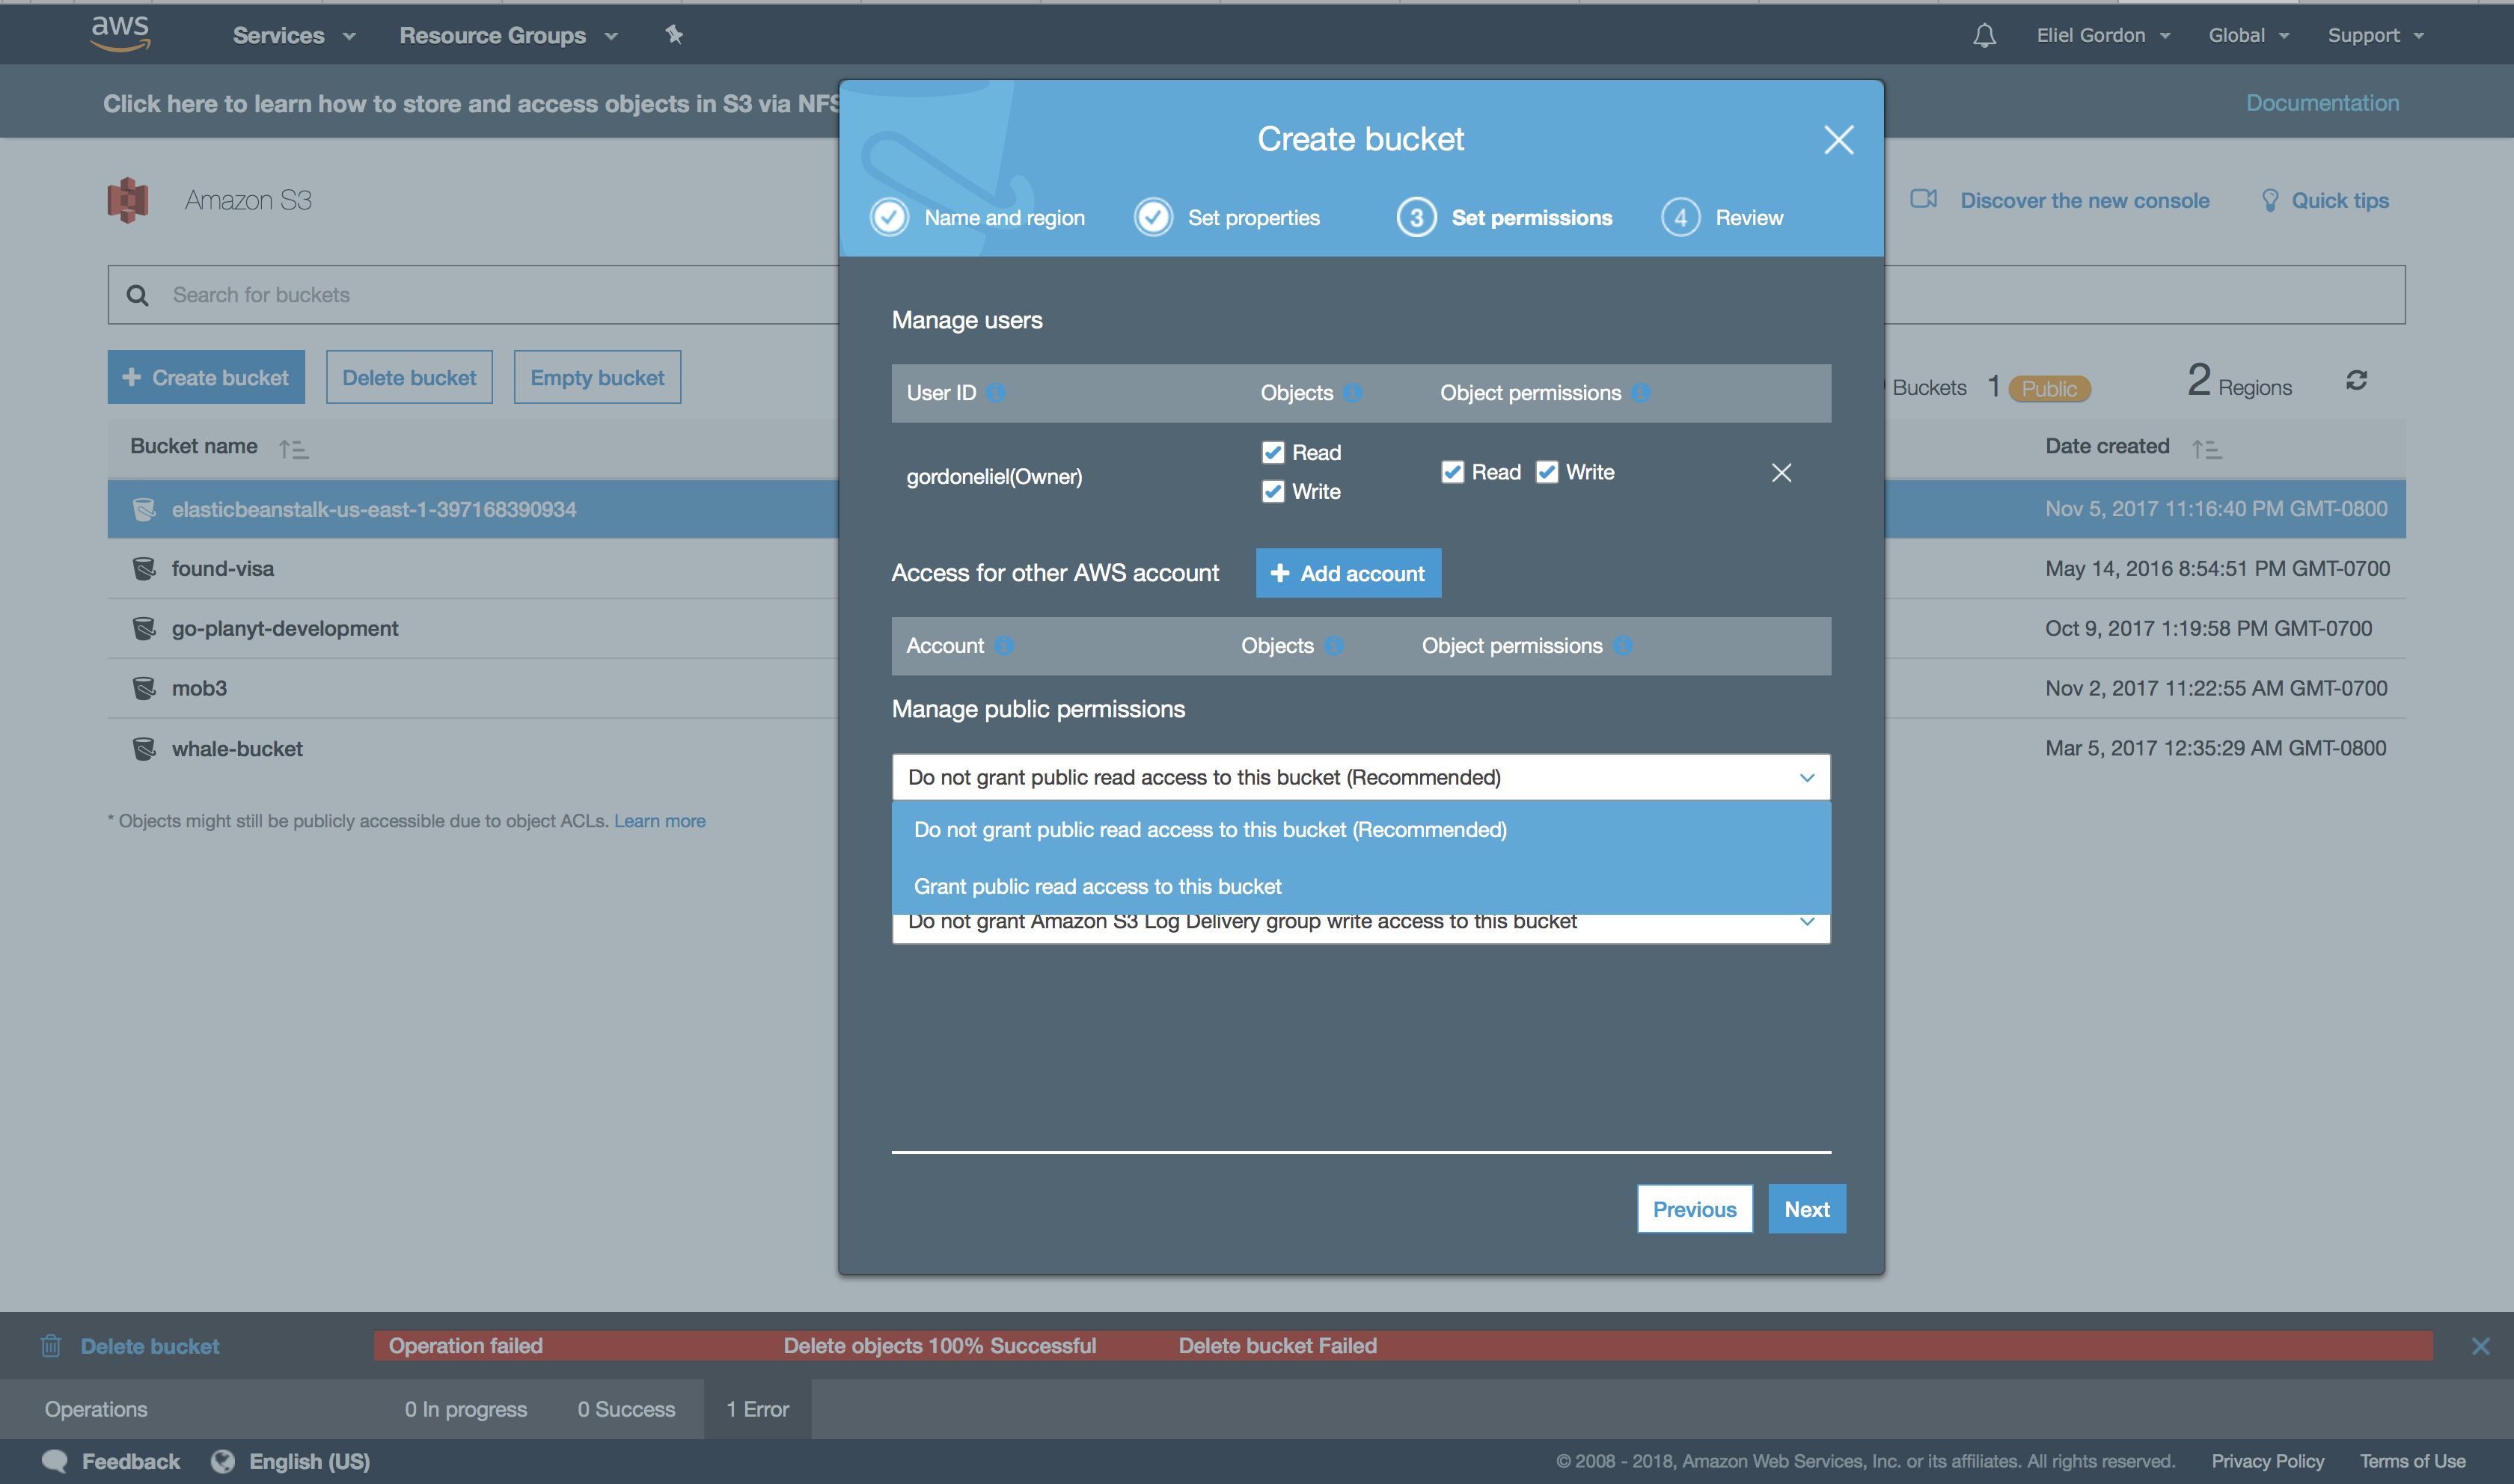 aws
Services
Resource Groups
Eliel Gordon
Global
Support
Click here to learn how to store and access objects in S3 via NFS
Documentation
Create bucket
Name and region
Set properties
3 Set permissions
4 Review
Amazon S3
Discover the new console
Quick tips
Search for buckets
Create bucket
Delete bucket
Empty bucket
Buckets
1 Public
2 Regions
Bucket name
Date created
elasticbeanstalk-us-east-1-397168390934
Nov 5, 2017 11:16:40 PM GMT-0800
found-visa
May 14, 2016 8:54:51 PM GMT-0700
go-planyt-development
Oct 9, 2017 1:19:58 PM GMT-0700
mob3
Nov 2, 2017 11:22:55 AM GMT-0700
whale-bucket
Mar 5, 2017 12:35:29 AM GMT-0800
* Objects might still be publicly accessible due to object ACLs. Learn more
Manage users
User ID
Objects
Object permissions
gordoneliel(Owner)
Read
Write
Read
Write
Access for other AWS account
Add account
Account
Objects
Object permissions
Manage public permissions
Do not grant public read access to this bucket (Recommended)
Do not grant public read access to this bucket (Recommended)
Grant public read access to this bucket
Do not grant Amazon S3 Log Delivery group write access to this bucket
Previous
Next
Delete bucket
Operation failed
Delete objects 100% Successful
Delete bucket Failed
Operations
0 In progress
0 Success
1 Error
Feedback
English (US)
© 2008 - 2018, Amazon Web Services, Inc. or its affiliates. All rights reserved.
Privacy Policy
Terms of Use